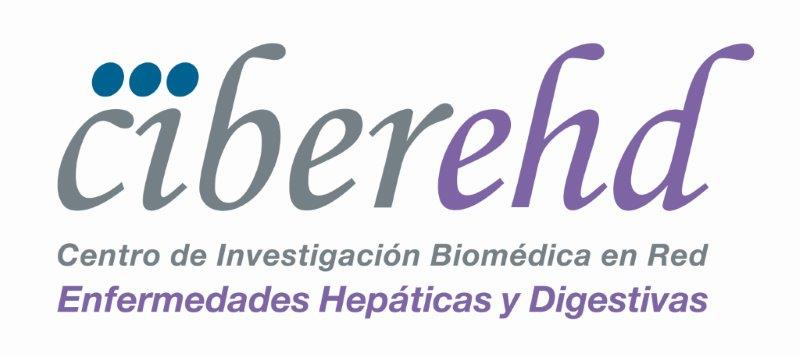 ciberehd
Centro de Investigación Biomédica en Red
Enfermedades Hepáticas y Digestivas